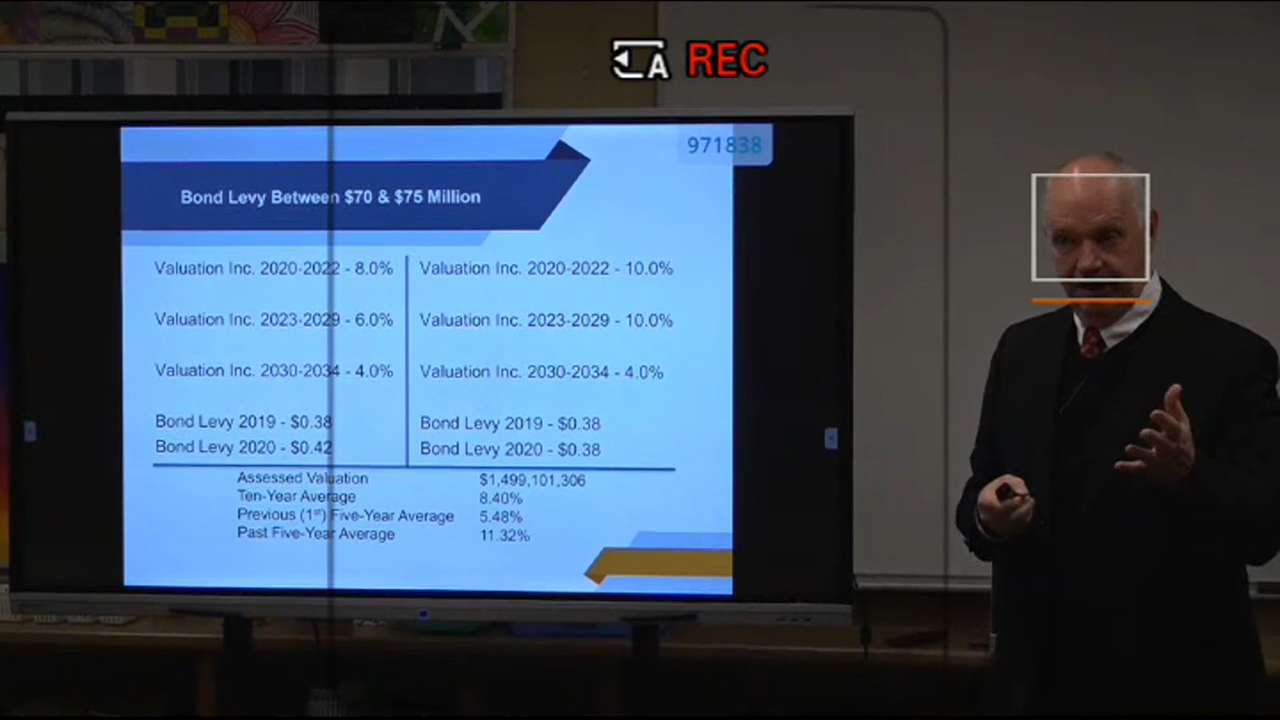 A REC
971838
Bond Levy Between $70 & $75 Million
Valuation Inc. 2020-2022 - 8.0%
Valuation Inc. 2023-2029 - 6.0%
Valuation Inc. 2030-2034 - 4.0%
Bond Levy 2019 - $0.38
Bond Levy 2020 - $0.42
Valuation Inc. 2020-2022 - 10.0%
Valuation Inc. 2023-2029 - 10.0%
Valuation Inc. 2030-2034 - 4.0%
Bond Levy 2019 - $0.38
Bond Levy 2020 - $0.38
Assessed Valuation $1,499,101,306
Ten-Year Average 8.40%
Previous (1st) Five-Year Average 5.48%
Past Five-Year Average 11.32%